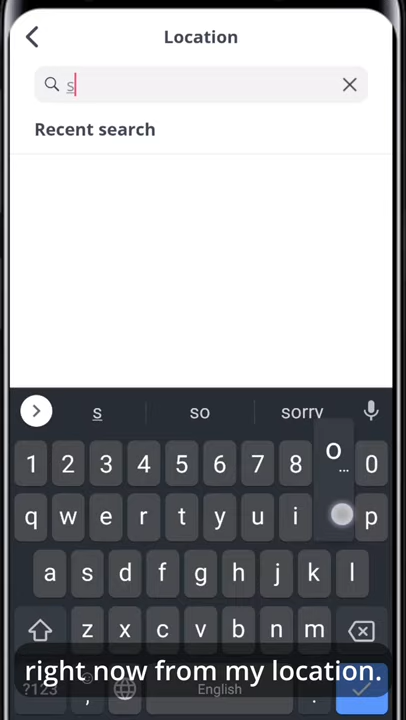 Location
s
Recent search
s so sorry
1 2 3 4 5 6 7 8 0
o
...
q w e r t y u i p
a s d f g h j k l
z x c v b n m
right now from my location.
?123 , English .